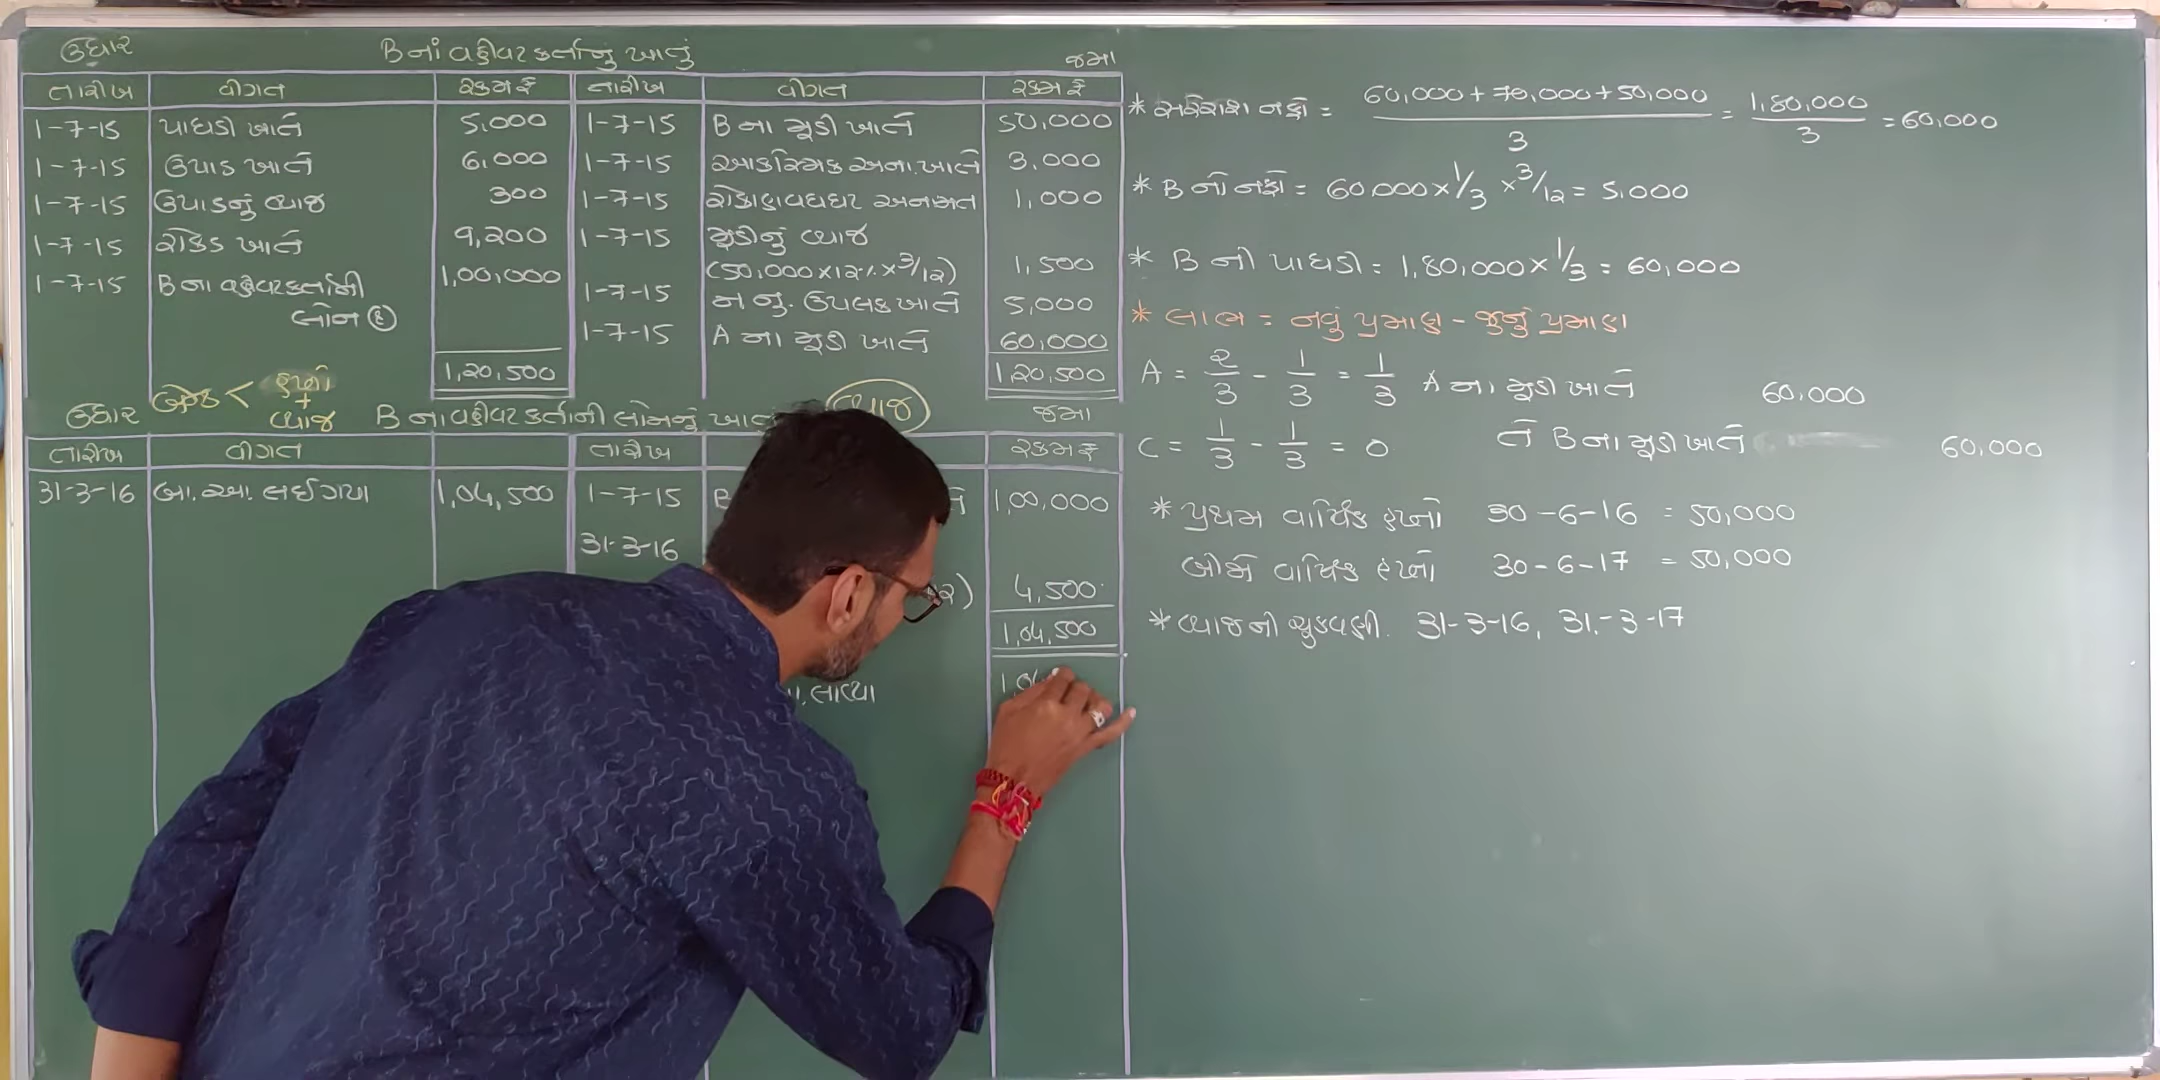 ઉધાર B નાં વહીવટકર્તાનું ખાતું જમા
તારીખ વીગત રકમ ₹ તારીખ વીગત રકમ ₹
1-7-15 પાઘડી ખાતે 5,000 1-7-15 B ના મૂડી ખાતે 50,000
1-7-15 ઉપાડ ખાતે 6,000 1-7-15 આકસ્મિક અના. ખાતે 3,000
1-7-15 ઉપાડનું વ્યાજ 300 1-7-15 રોકાણ વધઘટ અનામત 1,000
1-7-15 રોકડ ખાતે 9,200 1-7-15 મૂડીનું વ્યાજ
(50,000×12%×3/12) 1,500
1-7-15 B ના વહીવટકર્તાની 1,00,000
લોન
1-7-15 ન.નુ. ઉપલક ખાતે 5,000
1-7-15 A ના મૂડી ખાતે 60,000
1,20,500 1,20,500
હપ્તો
+
વ્યાજ
ઉધાર B ના વહીવટકર્તાની લોનનું ખાતું વ્યાજ જમા
તારીખ વીગત તારીખ રકમ ₹
31-3-16 બા.આ. લઈ ગયા 1,04,500 1-7-15 B 1,00,000
31-3-16
4,500
1,04,500
લાવ્યા
* સરેરાશ નફો = 60,000+70,000+50,000 / 3 = 1,80,000 / 3 = 60,000
* B નો નફો = 60,000×1/3 ×3/12 = 5,000
* B ની પાઘડી = 1,80,000×1/3 = 60,000
* લાભ = નવું પ્રમાણ - જૂનું પ્રમાણ
A = 2/3 - 1/3 = 1/3 A ના મૂડી ખાતે 60,000
C = 1/3 - 1/3 = 0 તે B ના મૂડી ખાતે 60,000
* પ્રથમ વાર્ષિક હપ્તો 30-6-16 = 50,000
બીજો વાર્ષિક હપ્તો 30-6-17 = 50,000
* વ્યાજની ચુકવણી. 31-3-16, 31-3-17